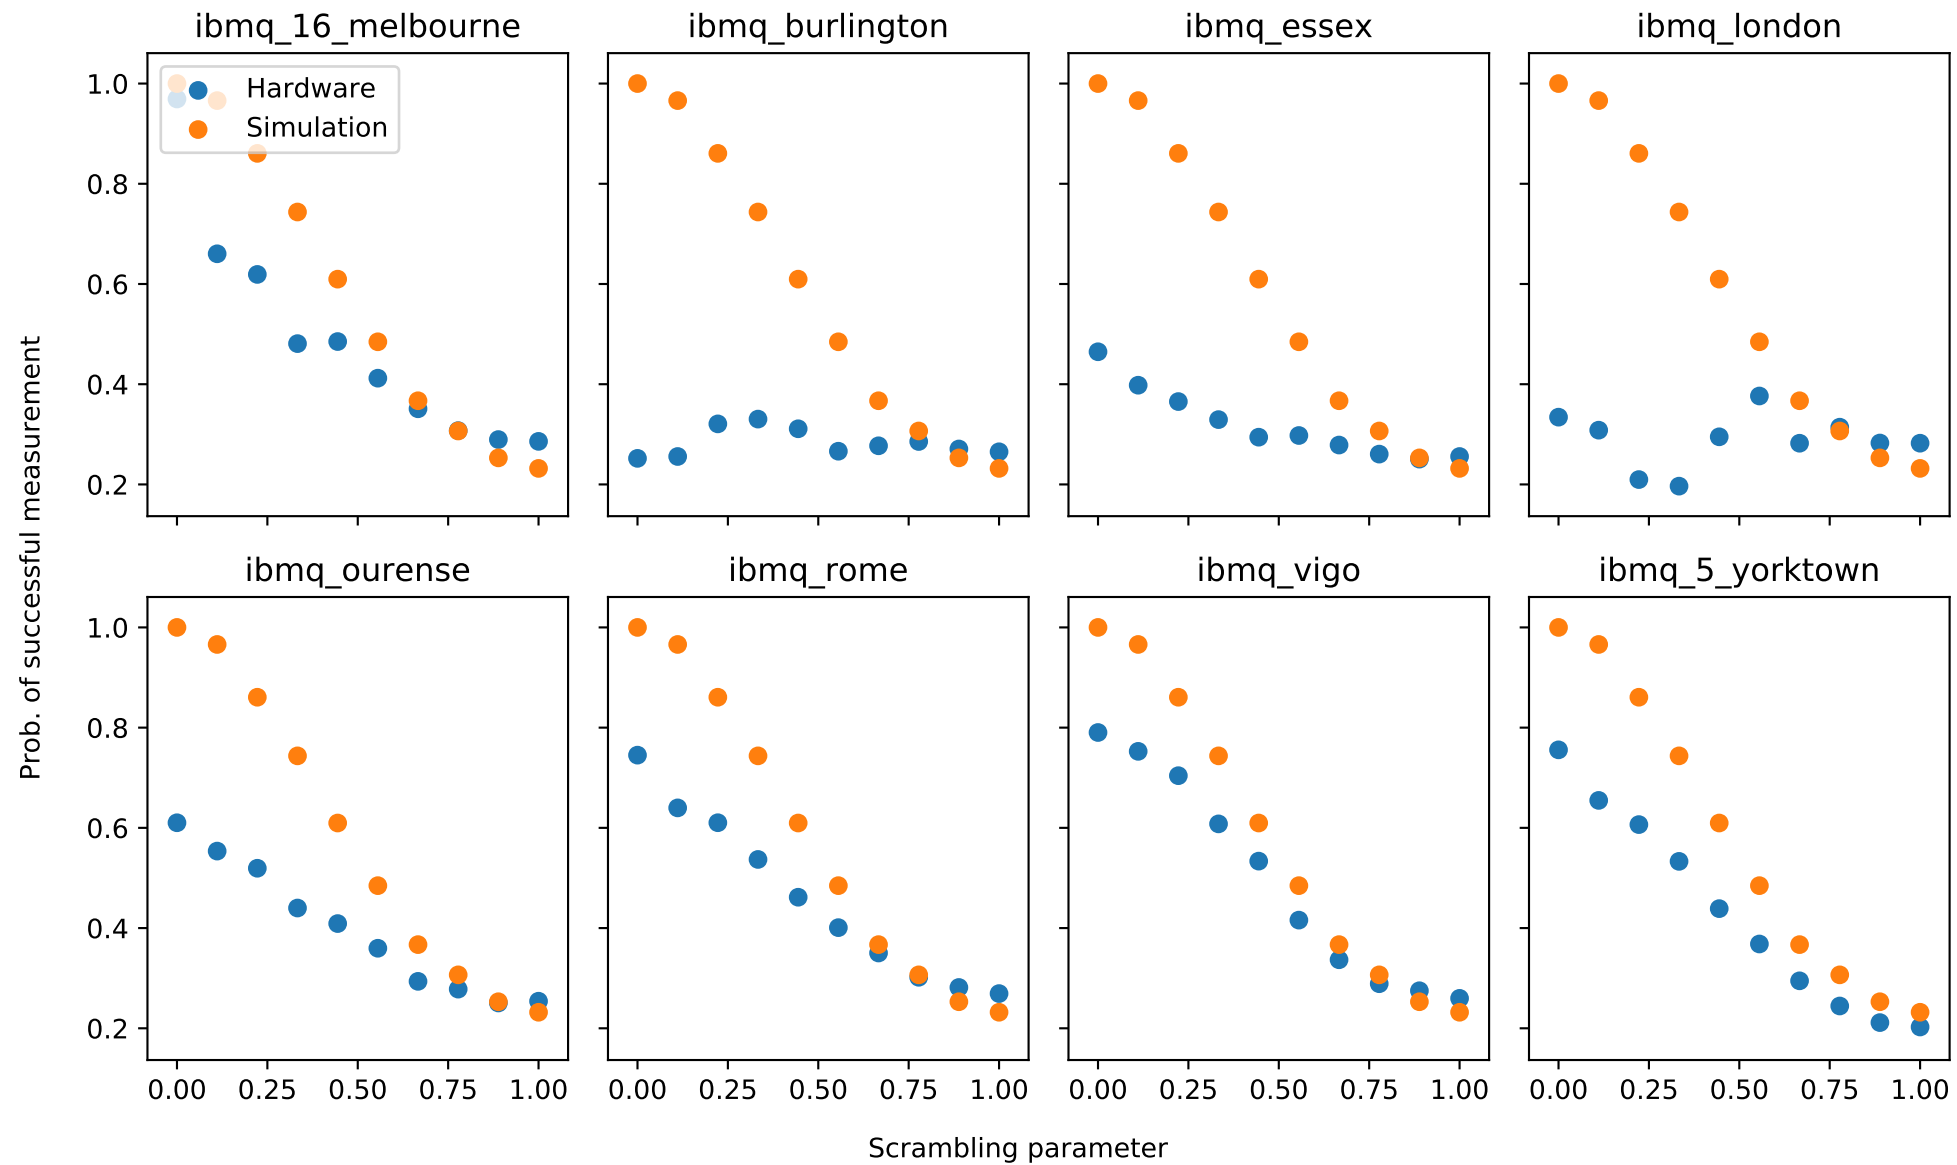 ibmq_16_melbourne
ibmq_burlington
ibmq_essex
ibmq_london
Hardware
Simulation
1.0
0.8
0.6
0.4
0.2
Prob. of successful measurement
ibmq_ourense
ibmq_rome
ibmq_vigo
ibmq_5_yorktown
1.0
0.8
0.6
0.4
0.2
0.00 0.25 0.50 0.75 1.00
0.00 0.25 0.50 0.75 1.00
0.00 0.25 0.50 0.75 1.00
0.00 0.25 0.50 0.75 1.00
Scrambling parameter